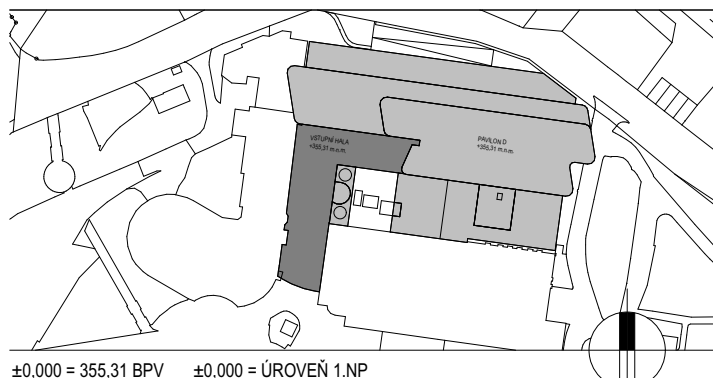 VSTUPNÍ HALA
+355,31 m.n.m.
PAVILON D
+355,31 m.n.m.
±0,000 = 355,31 BPV ±0,000 = ÚROVEŇ 1.NP